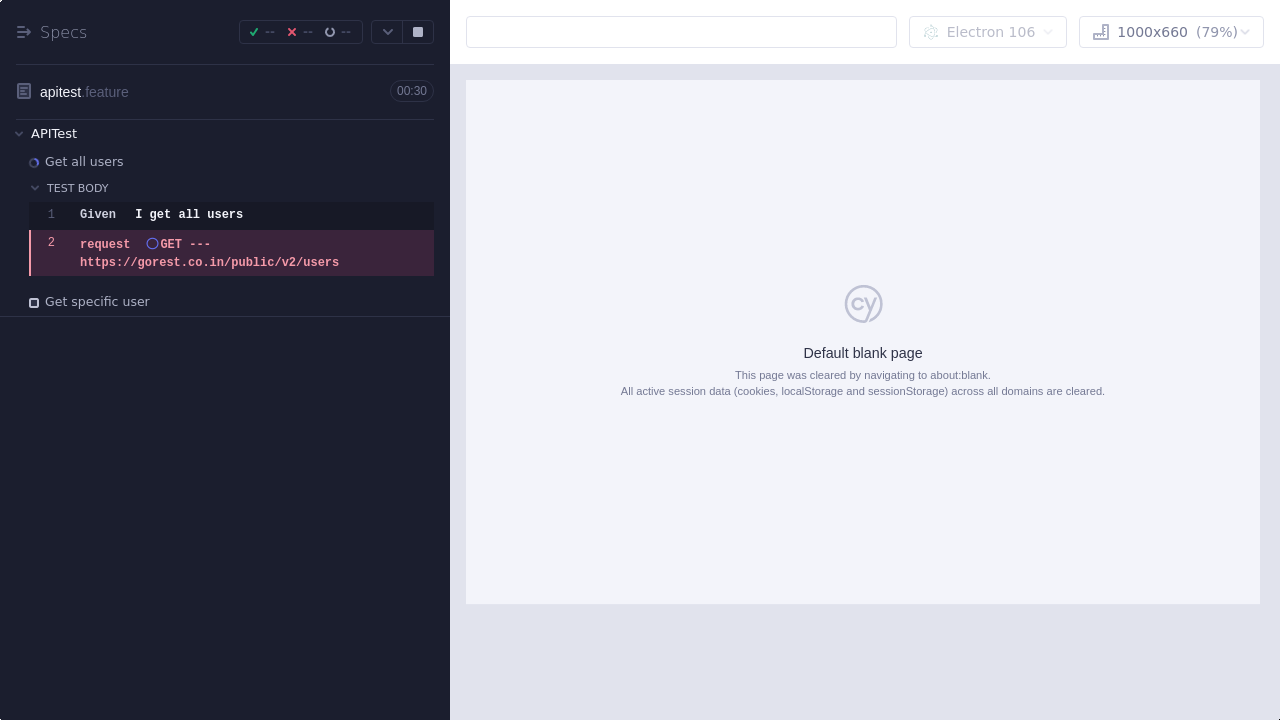 Specs
--
--
--
apitest.feature
00:30
APITest
Get all users
TEST BODY
1 Given I get all users
2 request GET ---
https://gorest.co.in/public/v2/users
Get specific user
Electron 106
1000x660 (79%)
cy
Default blank page
This page was cleared by navigating to about:blank.
All active session data (cookies, localStorage and sessionStorage) across all domains are cleared.